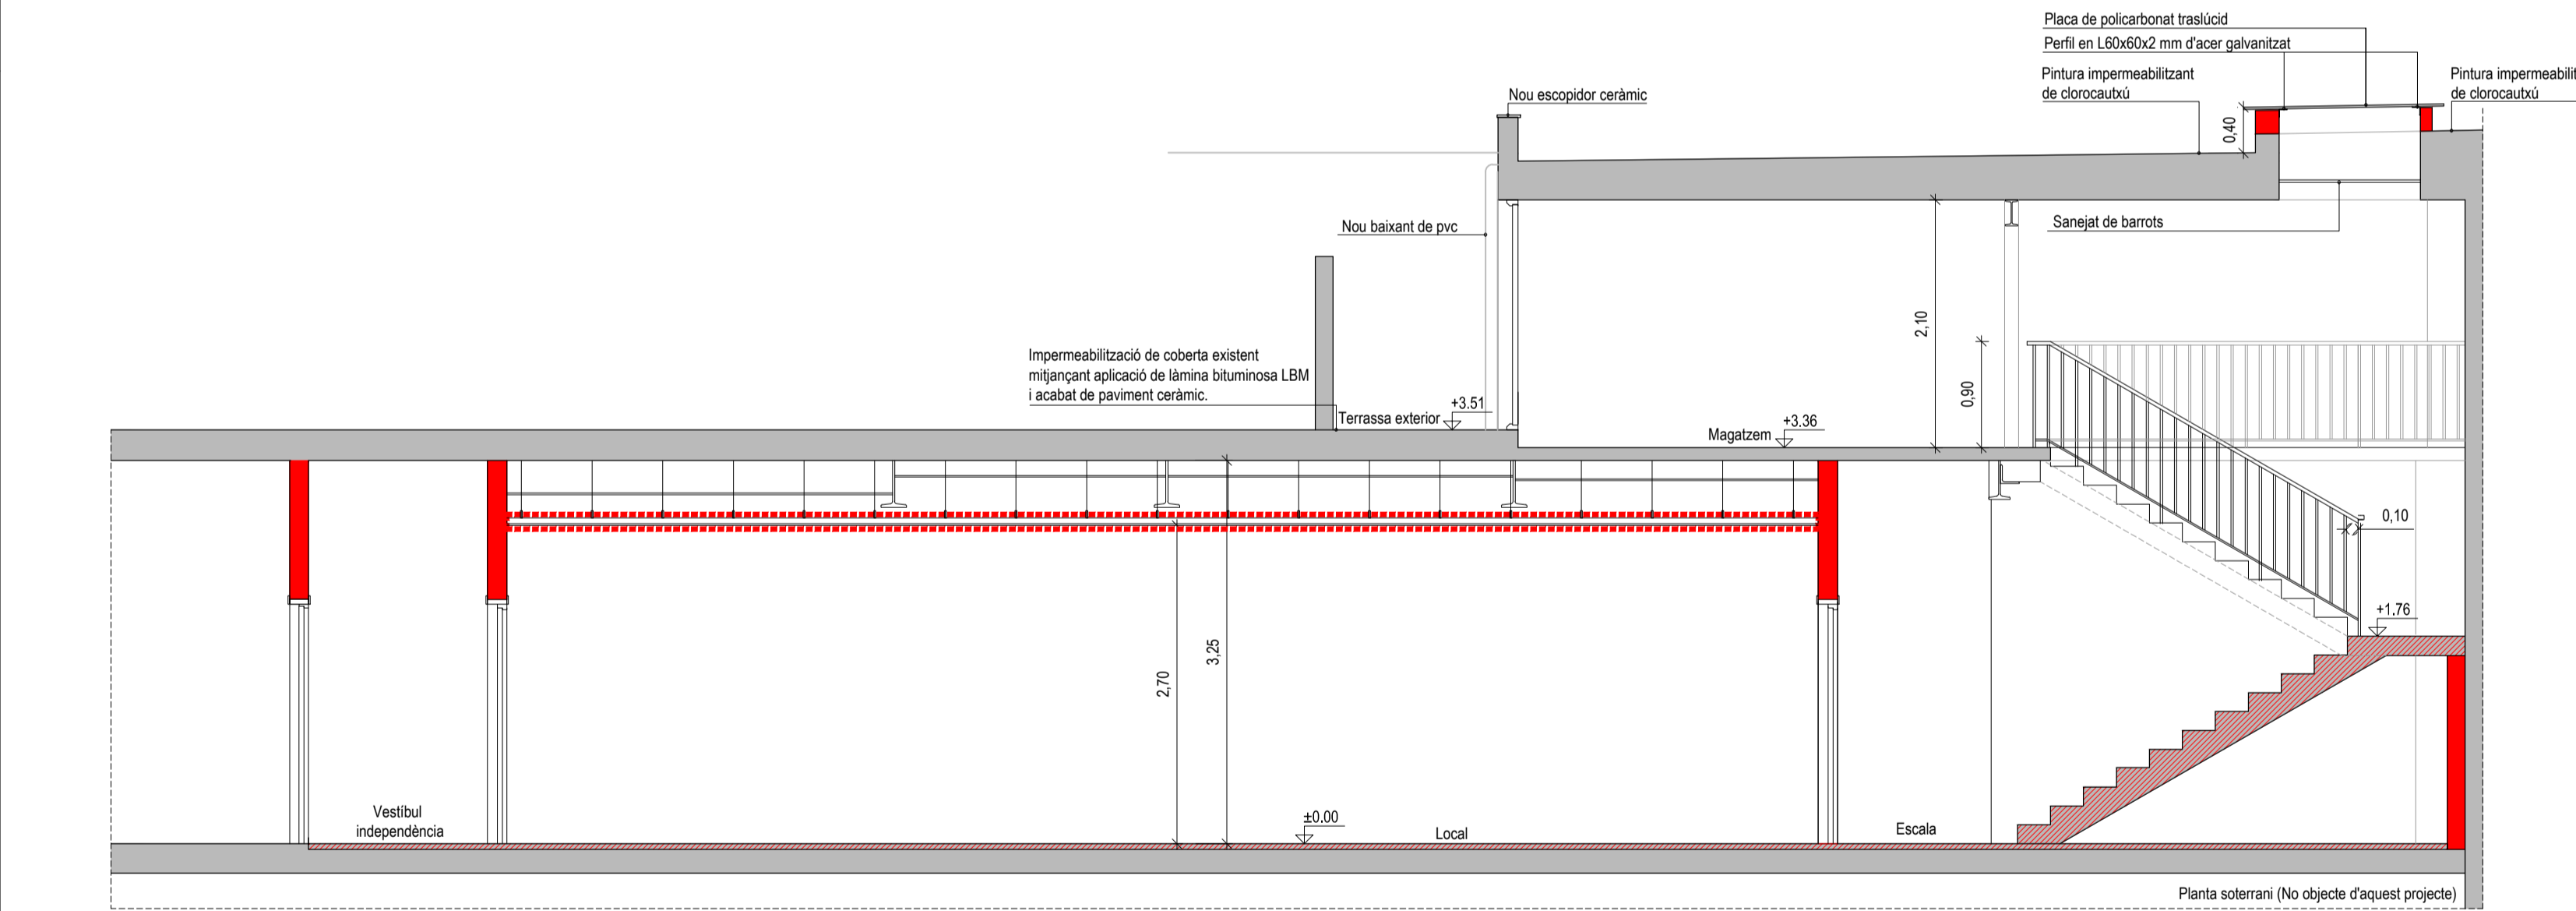 Placa de policarbonat traslúcid
Perfil en L60x60x2 mm d'acer galvanitzat
Pintura impermeabilitzant
de clorocautxú
Pintura impermeabilit
de clorocautxú
Nou escopidor ceràmic
0,40
Nou baixant de pvc
Sanejat de barrots
2,10
0,90
Impermeabilització de coberta existent
mitjançant aplicació de làmina bituminosa LBM
i acabat de paviment ceràmic.
Terrassa exterior
+3.51
Magatzem
+3.36
0,10
+1.76
2,70
3,25
Vestíbul
independència
±0.00
Local
Escala
Planta soterrani (No objecte d'aquest projecte)